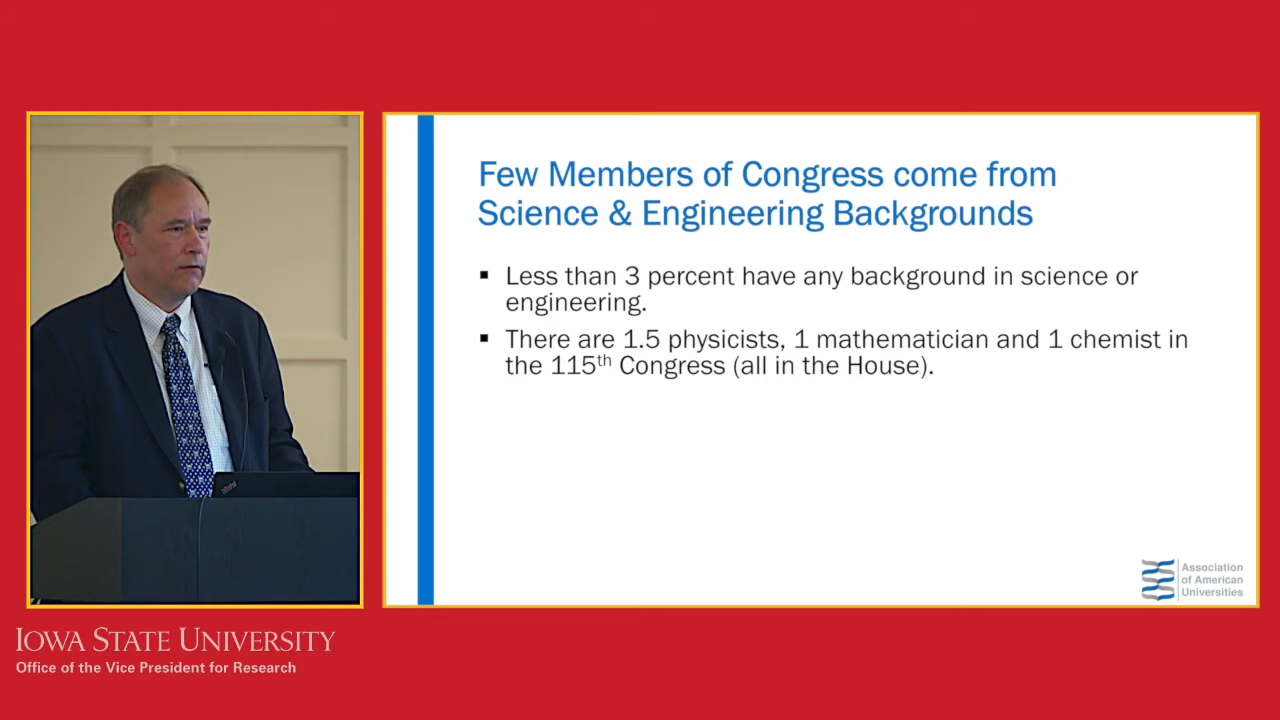 Few Members of Congress come from
Science & Engineering Backgrounds
▪ Less than 3 percent have any background in science or
engineering.
▪ There are 1.5 physicists, 1 mathematician and 1 chemist in
the 115th Congress (all in the House).
Association
of American
Universities
IOWA STATE UNIVERSITY
Office of the Vice President for Research